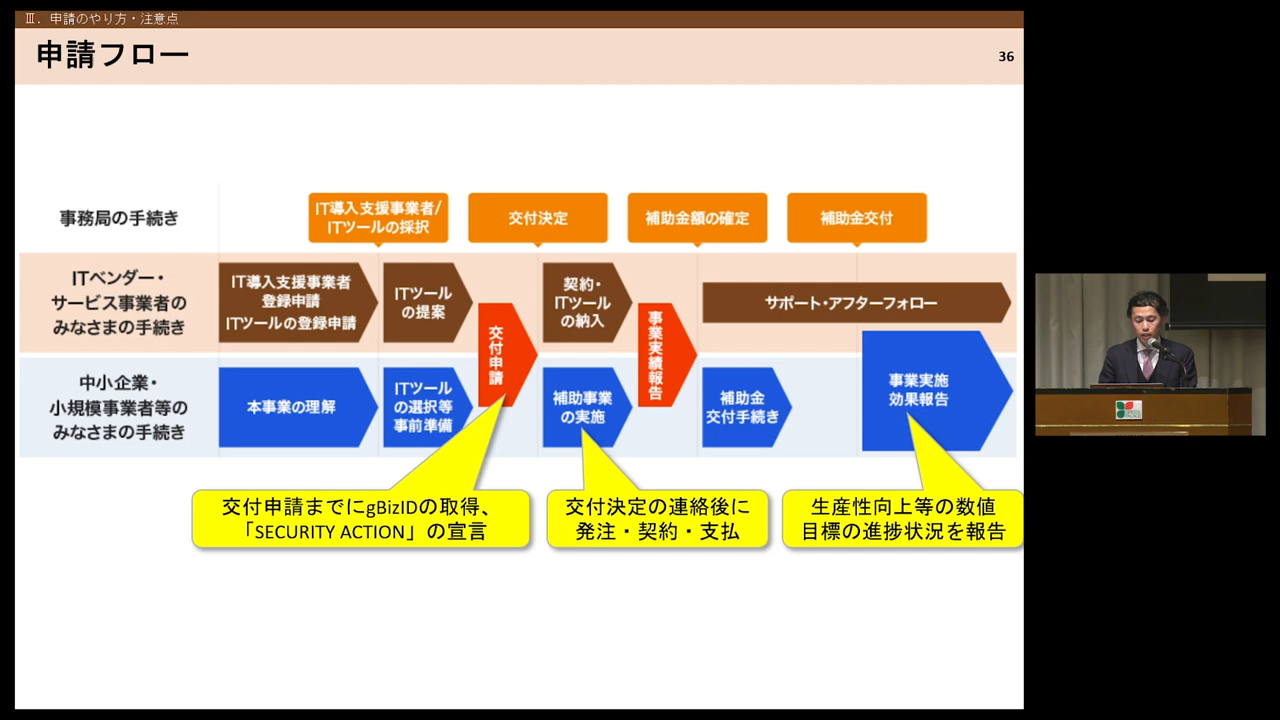 Ⅲ．申請のやり方・注意点
申請フロー
36
事務局の手続き
IT導入支援事業者/
ITツールの採択
交付決定
補助金額の確定
補助金交付
ITベンダー・
サービス事業者の
みなさまの手続き
IT導入支援事業者
登録申請
ITツールの登録申請
ITツール
の提案
交付申請
契約・
ITツール
の納入
事業実績報告
サポート・アフターフォロー
中小企業・
小規模事業者等の
みなさまの手続き
本事業の理解
ITツール
の選択等
事前準備
補助事業
の実施
補助金
交付手続き
事業実施
効果報告
交付申請までにgBizIDの取得、
「SECURITY ACTION」の宣言
交付決定の連絡後に
発注・契約・支払
生産性向上等の数値
目標の進捗状況を報告